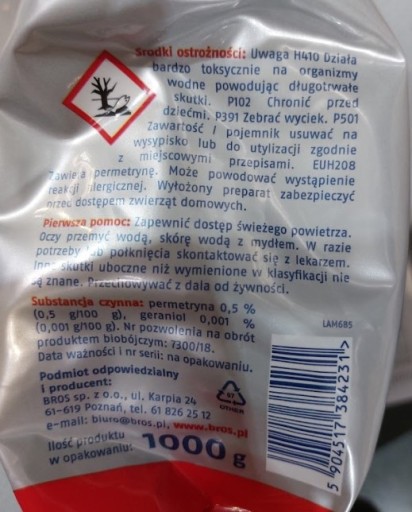 Środki ostrożności: Uwaga H410 Działa
bardzo toksycznie na organizmy
wodne powodując długotrwałe
skutki. P102 Chronić przed
dziećmi. P391 Zebrać wyciek. P501
Zawartość / pojemnik usuwać na
wysypisko lub do utylizacji zgodnie
z miejscowymi przepisami. EUH208
Zawiera permetrynę. Może powodować wystąpienie
reakcji alergicznej. Wyłożony preparat zabezpieczyć
przed dostępem zwierząt domowych.
Pierwsza pomoc: Zapewnić dostęp świeżego powietrza.
Oczy przemyć wodą, skórę wodą z mydłem. W razie
potrzeby lub połknięcia skontaktować się z lekarzem.
Inne skutki uboczne niż wymienione w klasyfikacji nie
są znane. Przechowywać z dala od żywności.
Substancja czynna: permetryna 0,5 %
(0,5 g/100 g), geraniol 0,001 %
(0,001 g/100 g). Nr pozwolenia na obrót
produktem biobójczym: 7300/18.
Data ważności i nr serii: na opakowaniu.
Podmiot odpowiedzialny
i producent:
BROS sp. z o.o., ul. Karpia 24
61-619 Poznań, tel. 61 826 25 12
e-mail: biuro@bros.pl, www.bros.pl
Ilość produktu
w opakowaniu: 1000 g
07
OTHER
LAM685
5 904517 384231 >